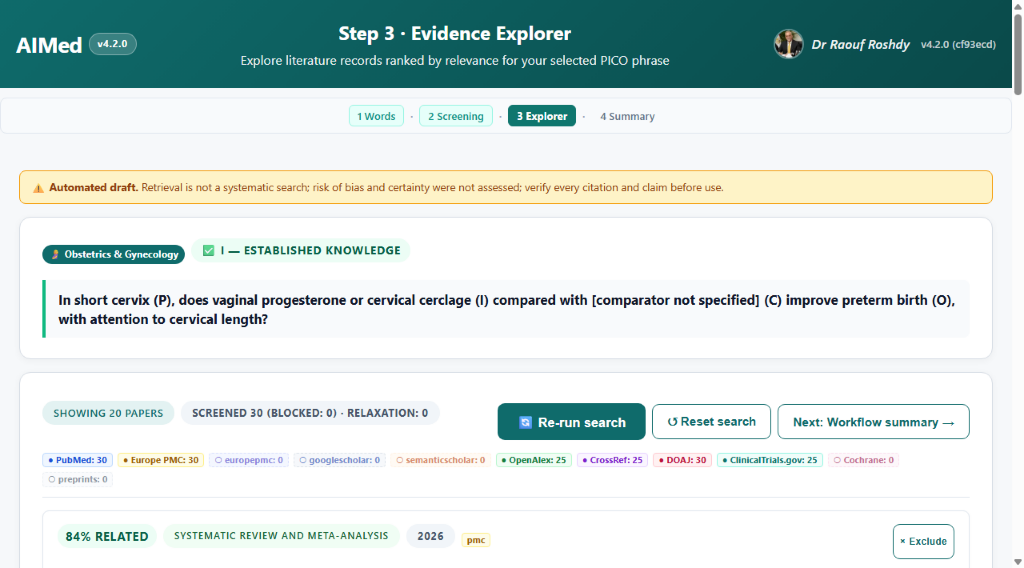 AIMed v4.2.0
Step 3 · Evidence Explorer
Explore literature records ranked by relevance for your selected PICO phrase
Dr Raouf Roshdy v4.2.0 (cf93ecd)
1 Words · 2 Screening · 3 Explorer · 4 Summary
Automated draft. Retrieval is not a systematic search; risk of bias and certainty were not assessed; verify every citation and claim before use.
Obstetrics & Gynecology
I — ESTABLISHED KNOWLEDGE
In short cervix (P), does vaginal progesterone or cervical cerclage (I) compared with [comparator not specified] (C) improve preterm birth (O),
with attention to cervical length?
SHOWING 20 PAPERS
SCREENED 30 (BLOCKED: 0) · RELAXATION: 0
Re-run search
↺ Reset search
Next: Workflow summary →
● PubMed: 30 ● Europe PMC: 30 ○ europepmc: 0 ○ googlescholar: 0 ○ semanticscholar: 0 ● OpenAlex: 25 ● CrossRef: 25 ● DOAJ: 30 ● ClinicalTrials.gov: 25 ○ Cochrane: 0
○ preprints: 0
84% RELATED SYSTEMATIC REVIEW AND META-ANALYSIS 2026 pmc
× Exclude